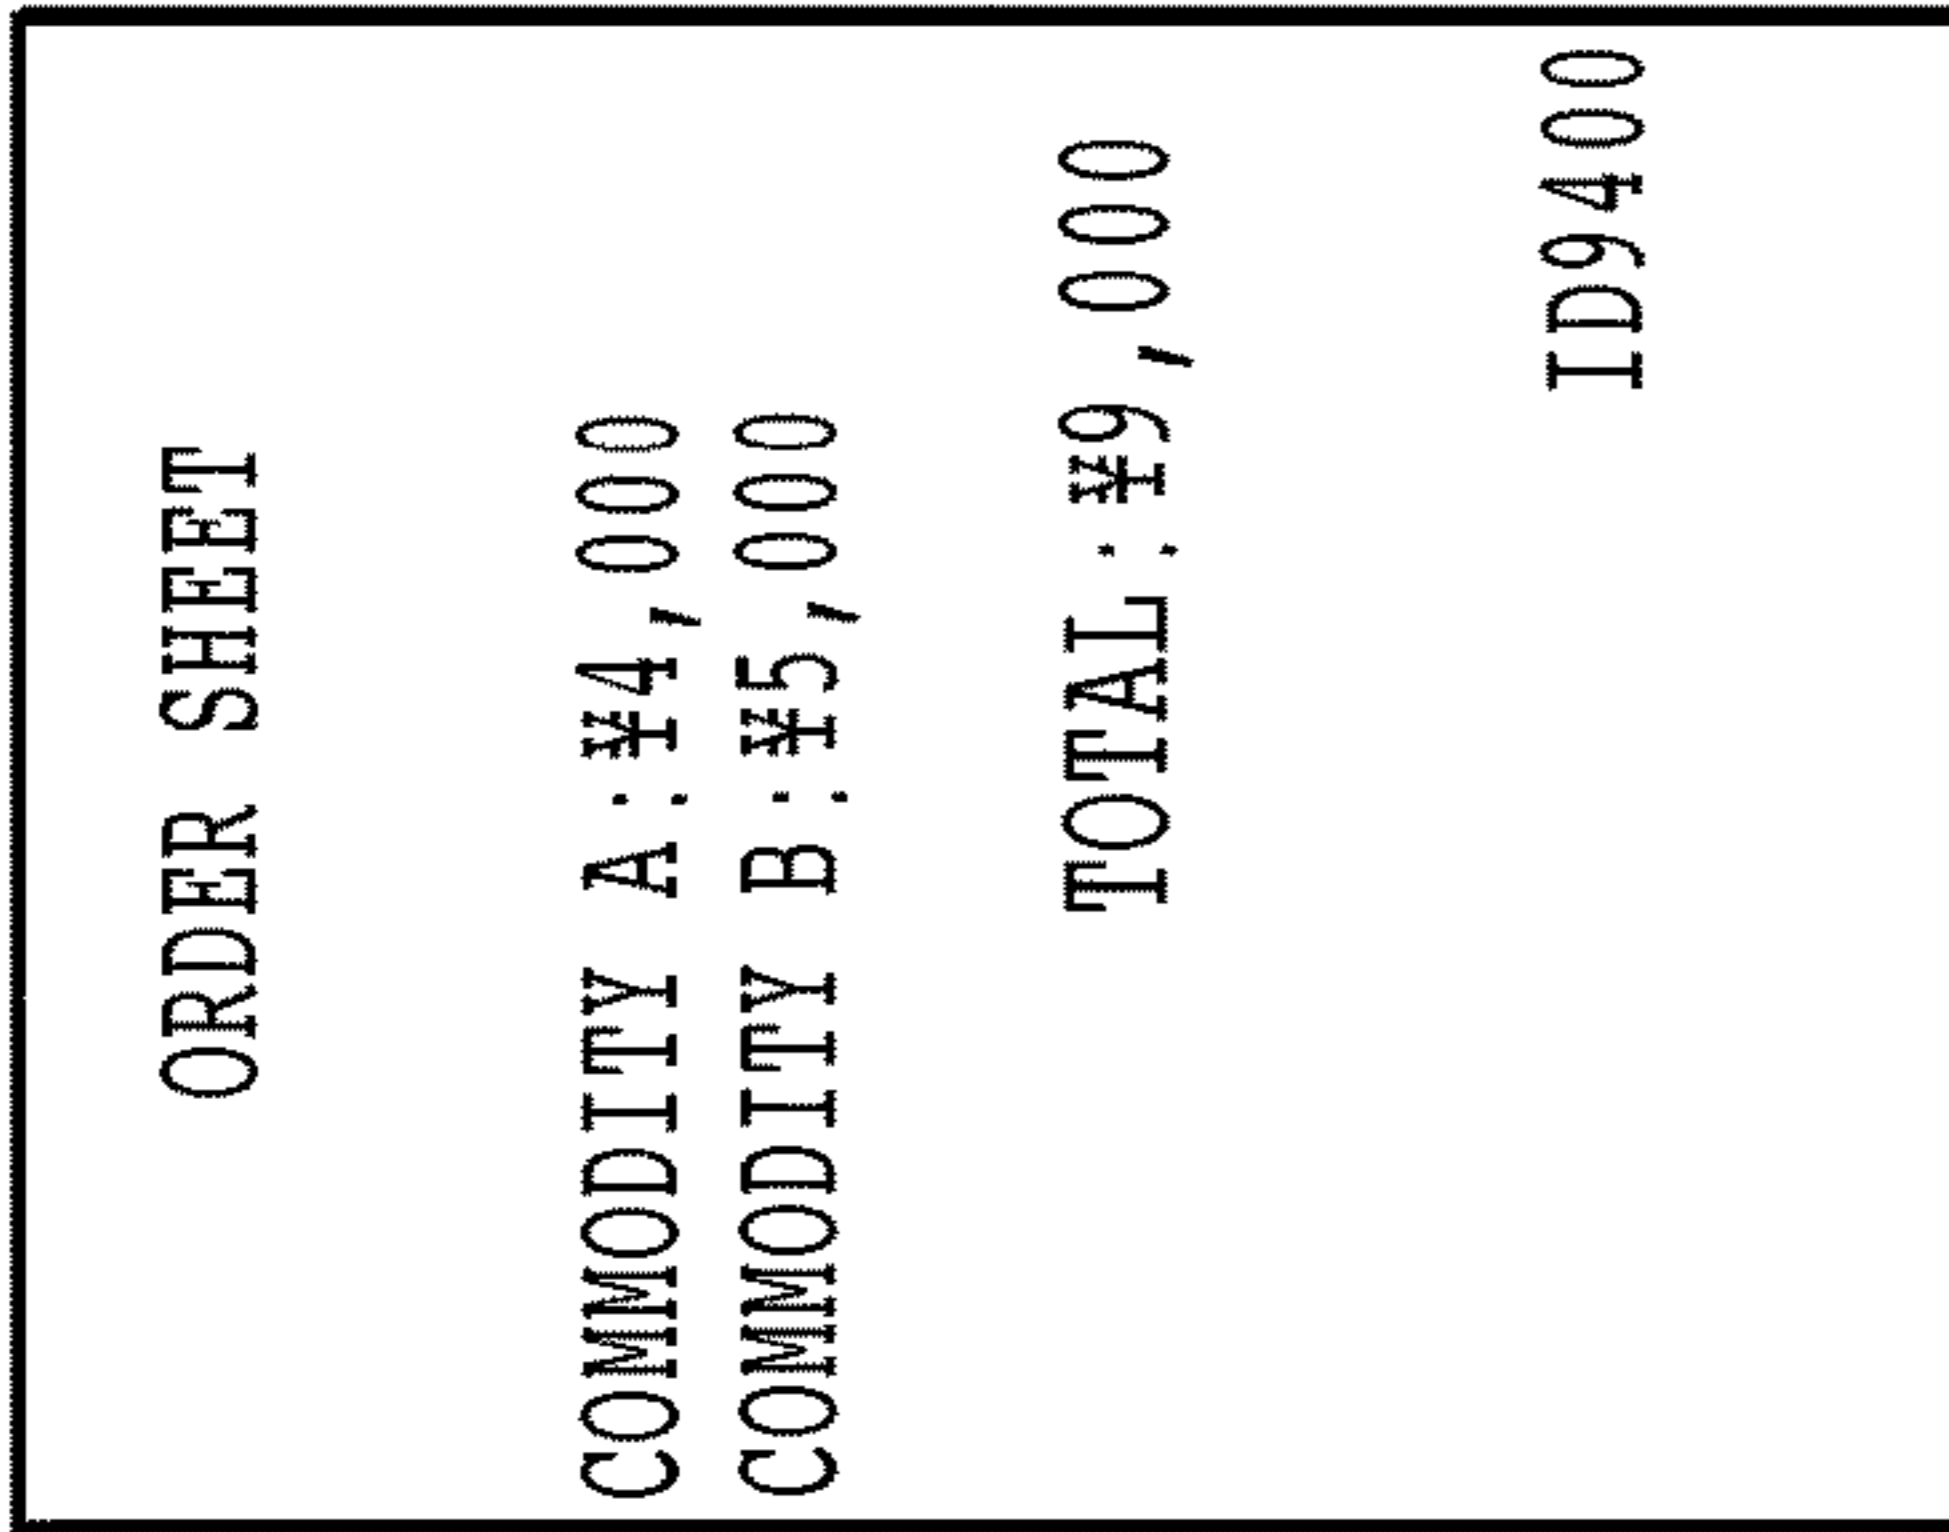 ORDER SHEET
COMMODITY A:¥4,000
COMMODITY B:¥5,000
TOTAL:¥9,000
ID9400